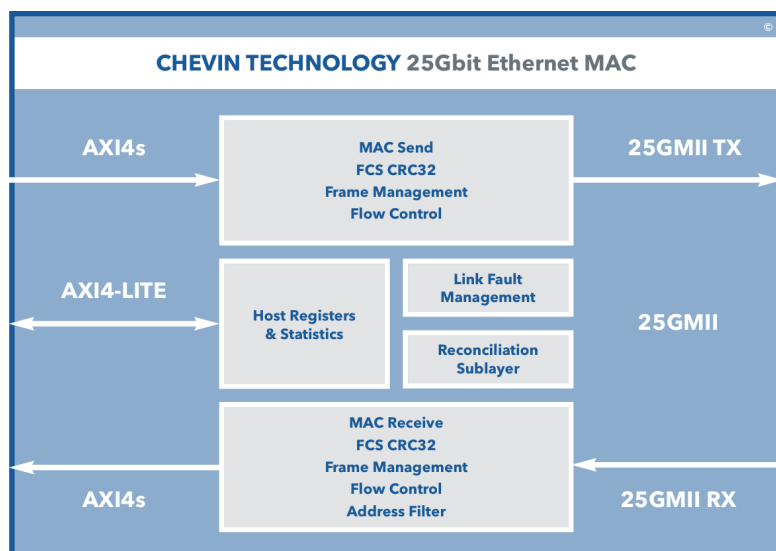 ©
CHEVIN TECHNOLOGY 25Gbit Ethernet MAC
AXI4s
MAC Send
FCS CRC32
Frame Management
Flow Control
25GMII TX
AXI4-LITE
Host Registers
& Statistics
Link Fault
Management
25GMII
Reconciliation
Sublayer
MAC Receive
FCS CRC32
Frame Management
Flow Control
Address Filter
AXI4s
25GMII RX